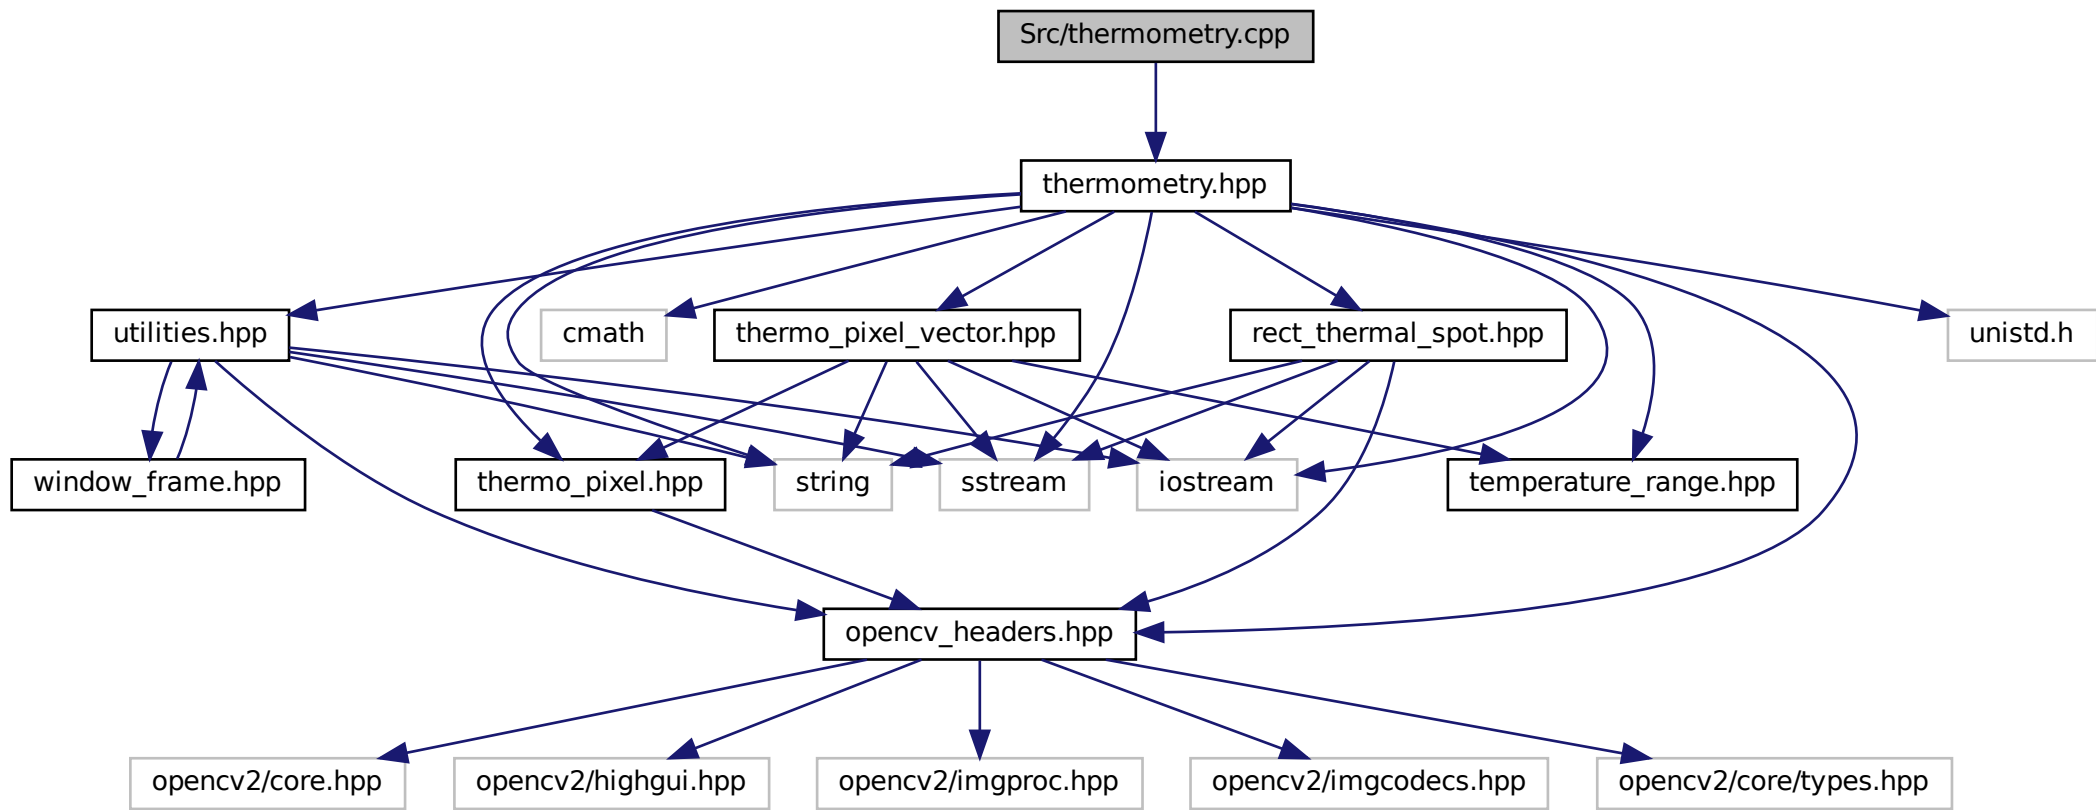 Src/thermometry.cpp
thermometry.hpp
utilities.hpp
cmath
thermo_pixel_vector.hpp
rect_thermal_spot.hpp
unistd.h
window_frame.hpp
thermo_pixel.hpp
string
sstream
iostream
temperature_range.hpp
opencv_headers.hpp
opencv2/core.hpp
opencv2/highgui.hpp
opencv2/imgproc.hpp
opencv2/imgcodecs.hpp
opencv2/core/types.hpp